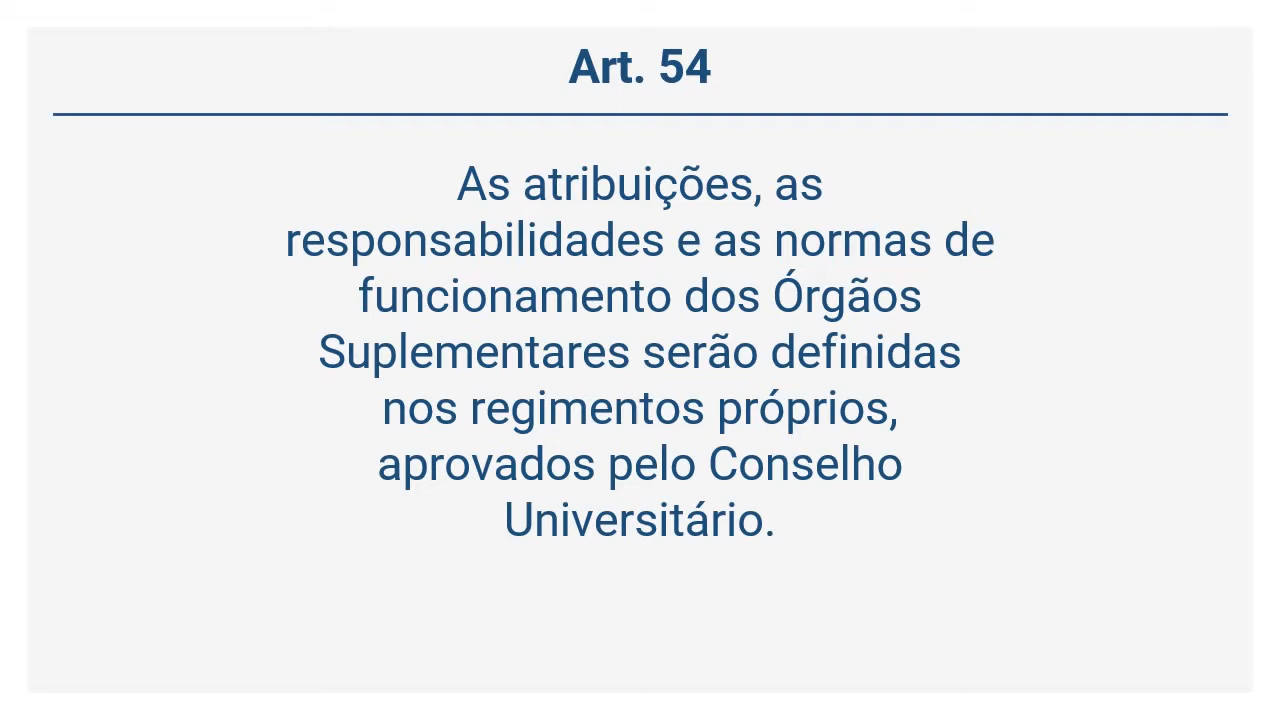 Art. 54
As atribuições, as
responsabilidades e as normas de
funcionamento dos Órgãos
Suplementares serão definidas
nos regimentos próprios,
aprovados pelo Conselho
Universitário.